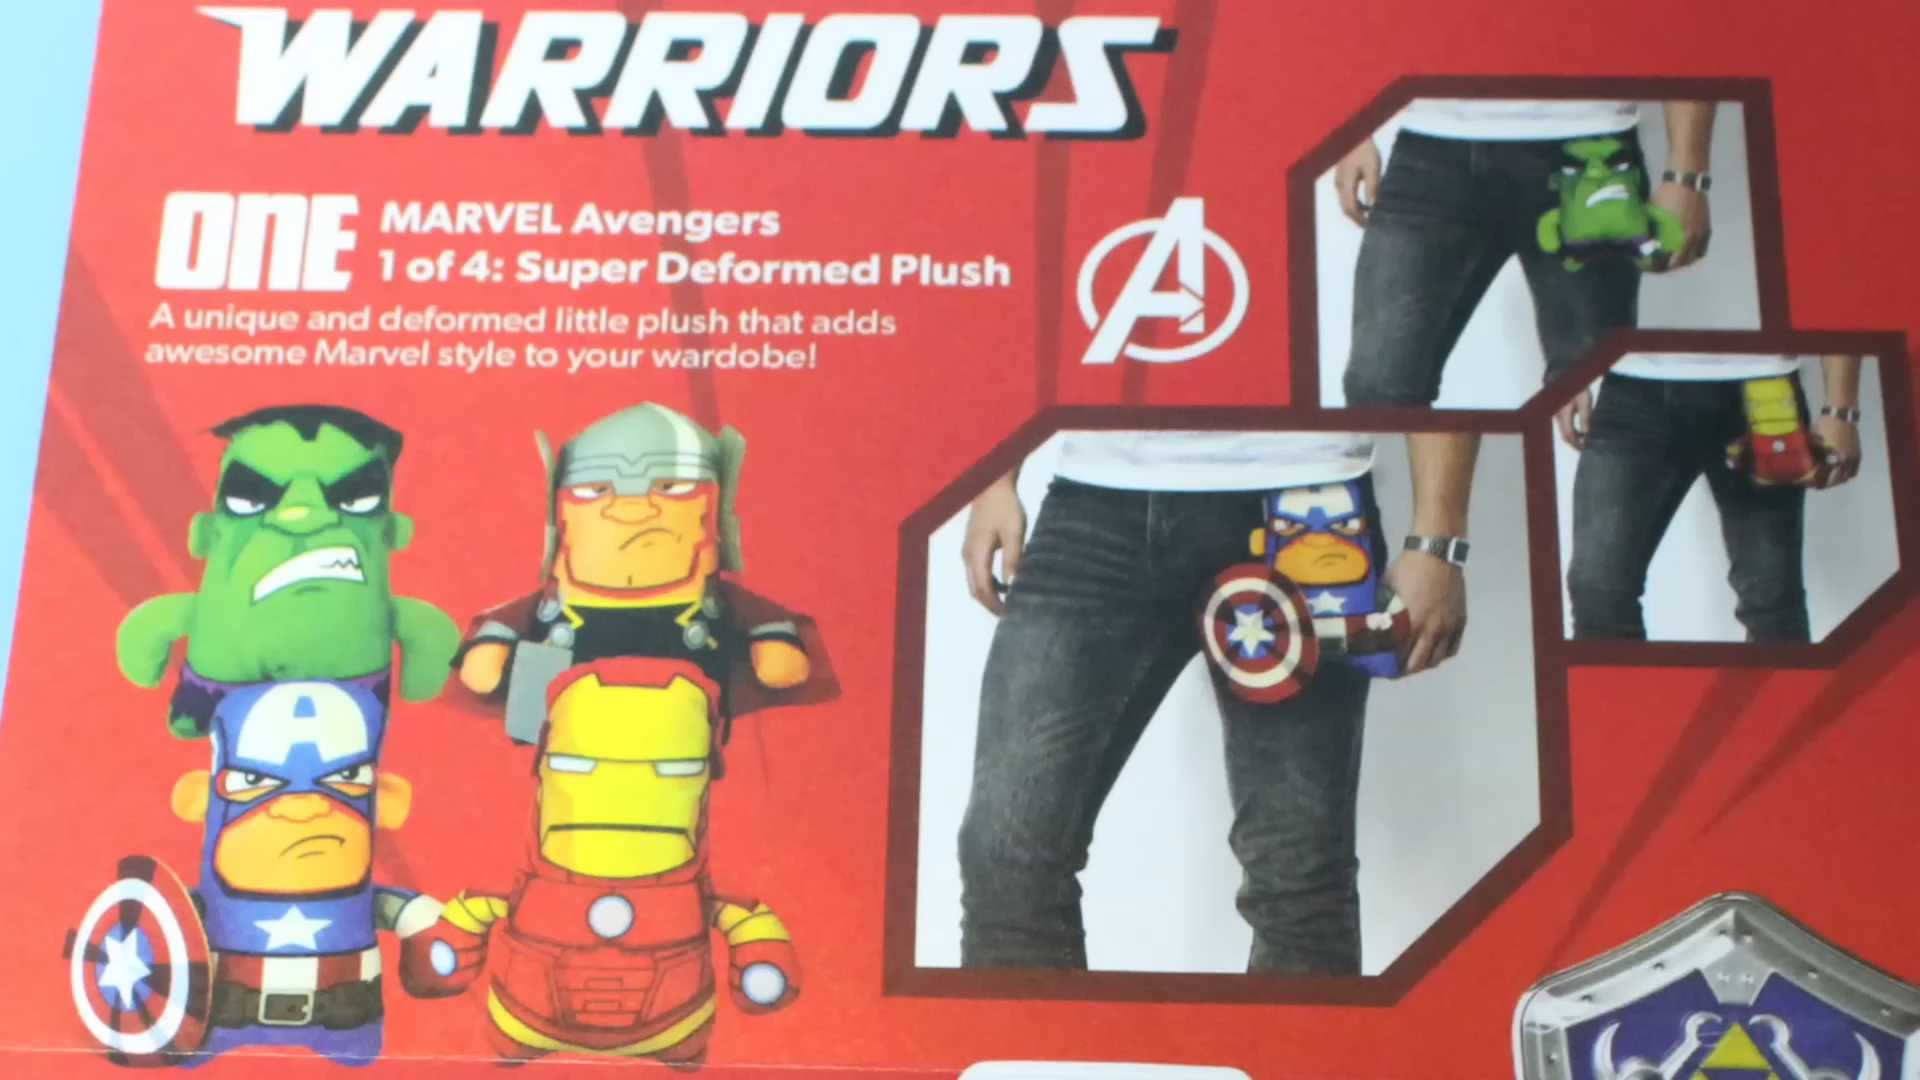 WARRIORS
ONE
MARVEL Avengers
1 of 4: Super Deformed Plush
A unique and deformed little plush that adds
awesome Marvel style to your wardobe!